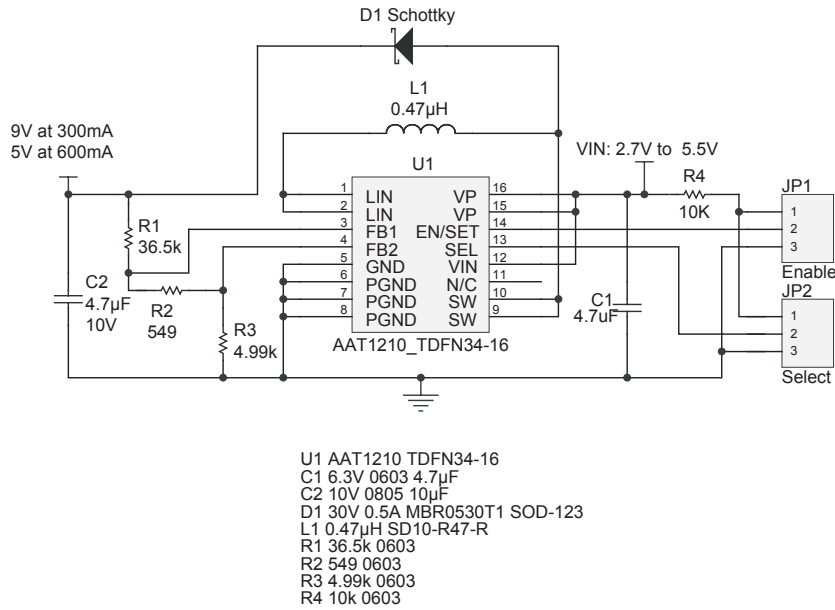 D1 Schottky
L1
0.47µH
9V at 300mA
5V at 600mA
U1
VIN: 2.7V to 5.5V
R4
10K
JP1
1
2
3
Enable
JP2
1
2
3
Select
R1
36.5k
R2
549
R3
4.99k
C2
4.7µF
10V
C1
4.7uF
1 LIN VP 16
2 LIN VP 15
3 FB1 EN/SET 14
4 FB2 SEL 13
5 GND VIN 12
6 PGND N/C 11
7 PGND SW 10
8 PGND SW 9
AAT1210_TDFN34-16
U1 AAT1210 TDFN34-16
C1 6.3V 0603 4.7µF
C2 10V 0805 10µF
D1 30V 0.5A MBR0530T1 SOD-123
L1 0.47µH SD10-R47-R
R1 36.5k 0603
R2 549 0603
R3 4.99k 0603
R4 10k 0603